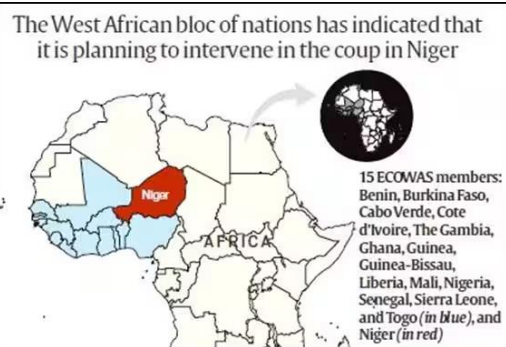 The West African bloc of nations has indicated that
it is planning to intervene in the coup in Niger
Niger
AFRICA
15 ECOWAS members:
Benin, Burkina Faso,
Cabo Verde, Cote
d'Ivoire, The Gambia,
Ghana, Guinea,
Guinea-Bissau,
Liberia, Mali, Nigeria,
Senegal, Sierra Leone,
and Togo (in blue), and
Niger (in red)